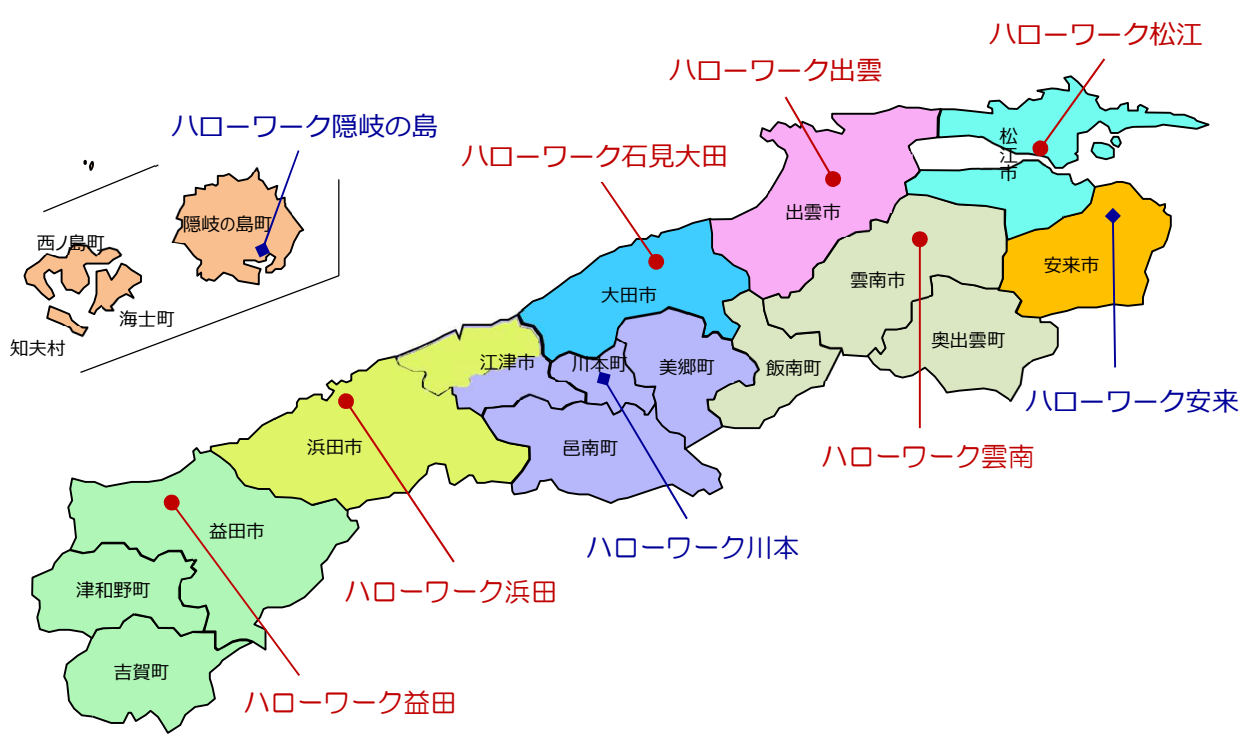 ハローワーク松江
ハローワーク出雲
ハローワーク隠岐の島
ハローワーク石見大田
松江市
出雲市
隠岐の島町
西ノ島町
海士町
知夫村
安来市
雲南市
大田市
奥出雲町
飯南町
美郷町
川本町
江津市
ハローワーク安来
ハローワーク雲南
邑南町
浜田市
ハローワーク川本
益田市
ハローワーク浜田
津和野町
吉賀町
ハローワーク益田